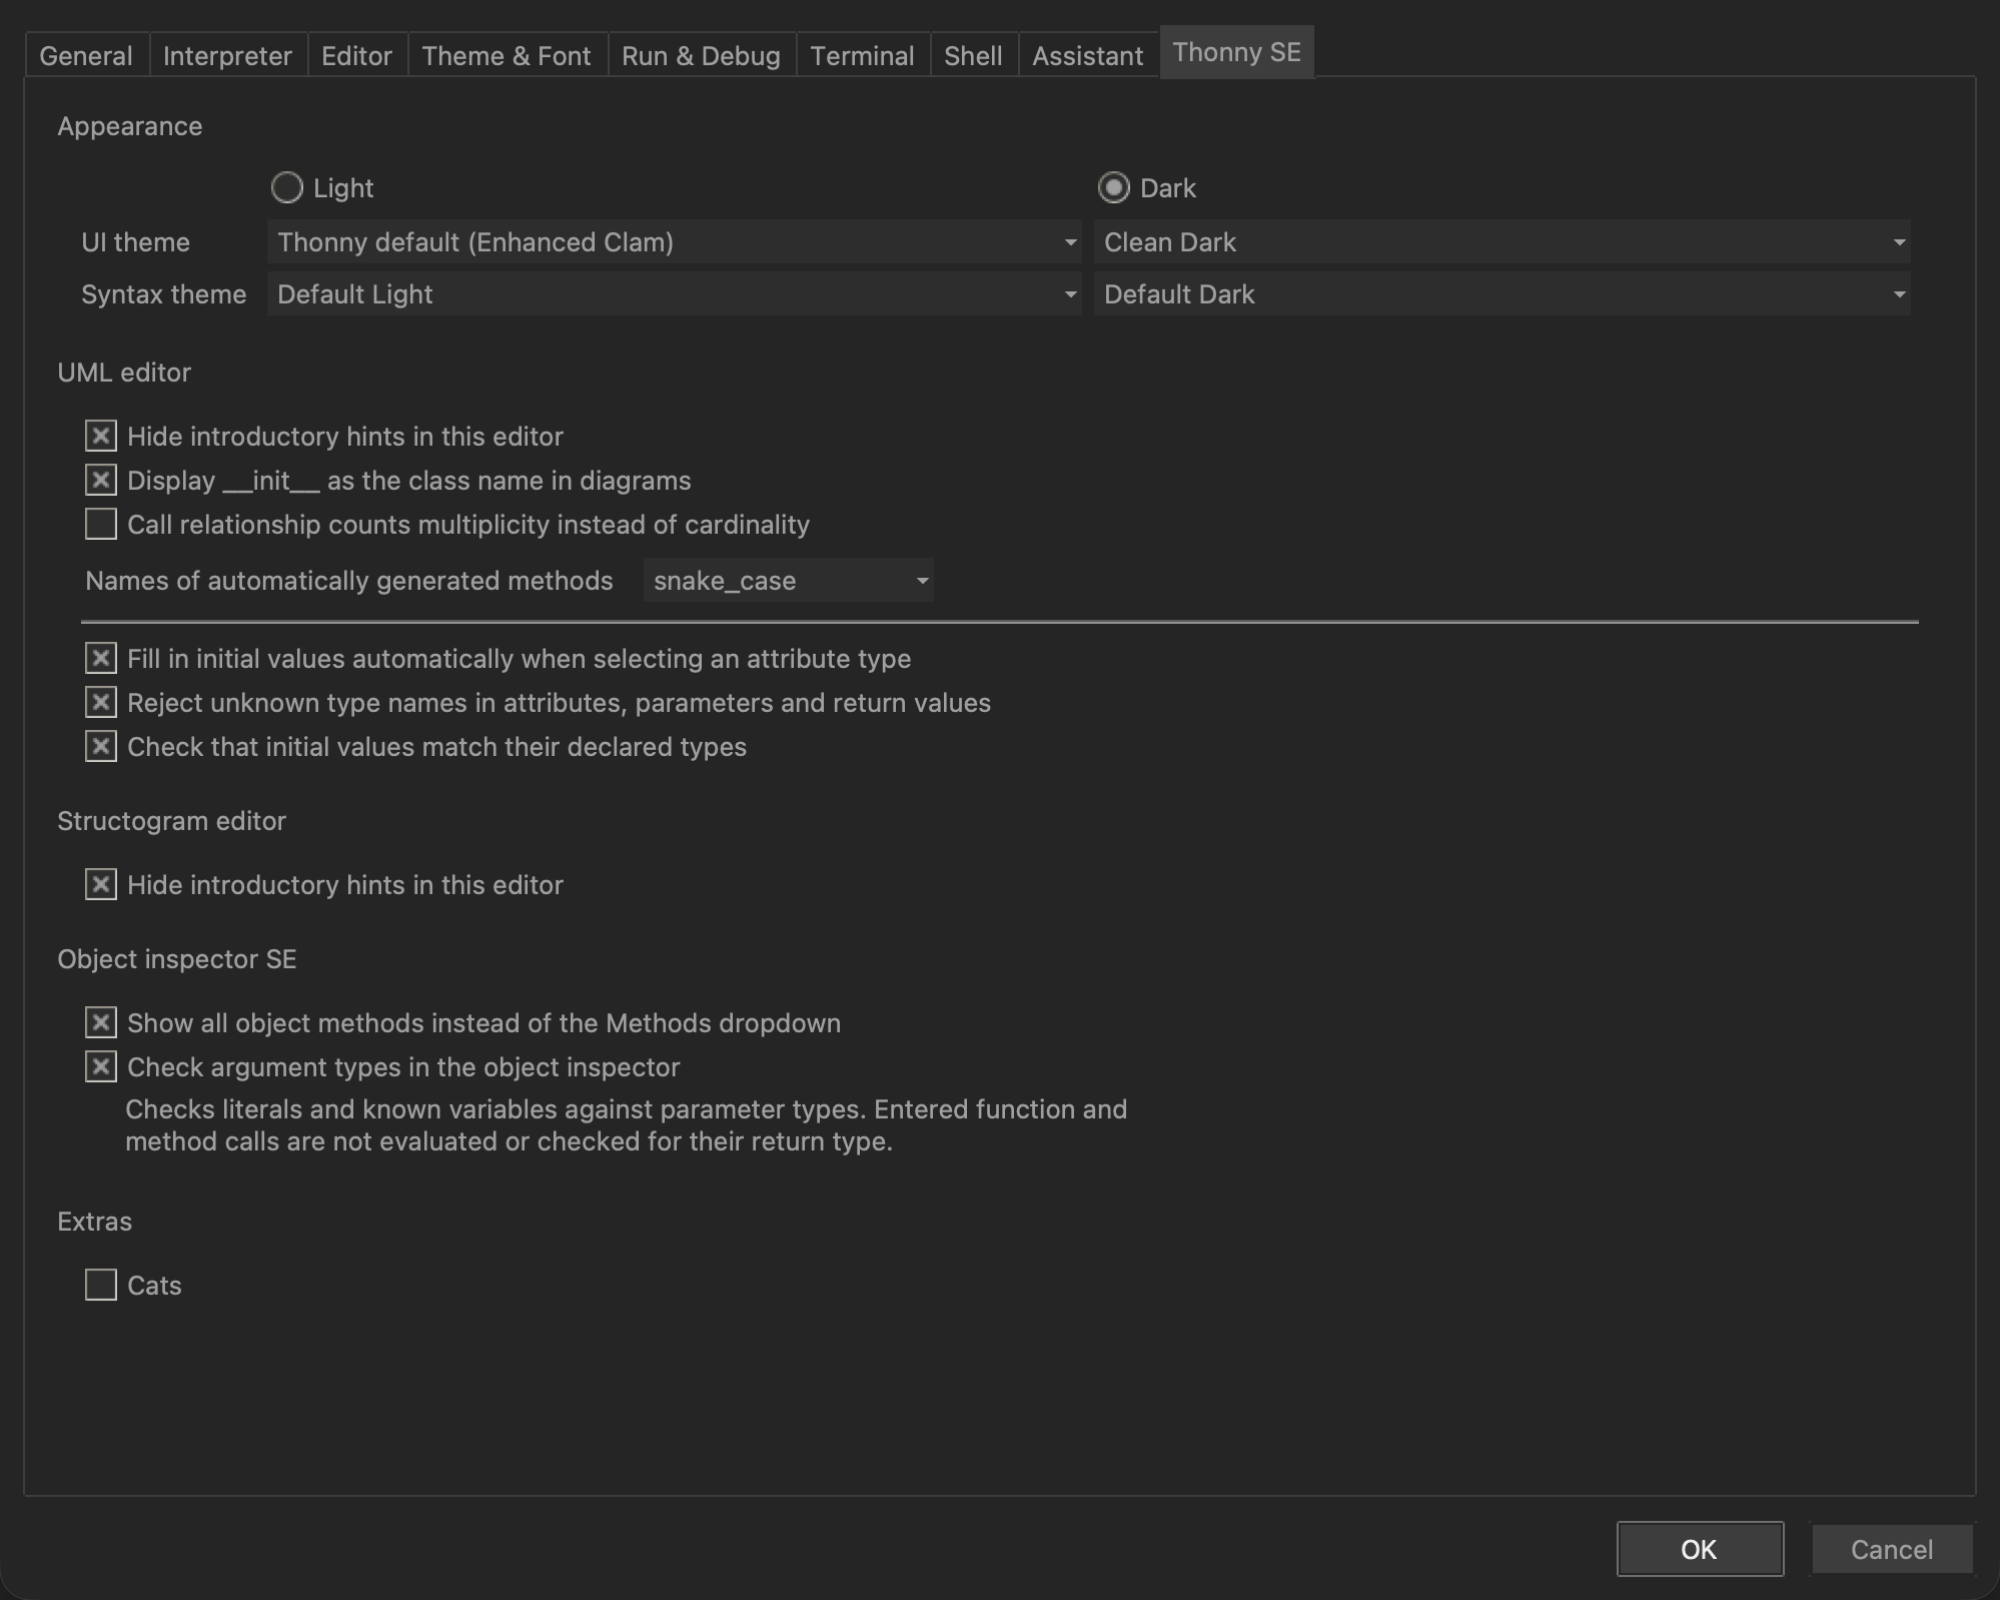 General Interpreter Editor Theme & Font Run & Debug Terminal Shell Assistant Thonny SE
Appearance
Light Dark
UI theme Thonny default (Enhanced Clam) Clean Dark
Syntax theme Default Light Default Dark
UML editor
Hide introductory hints in this editor
Display __init__ as the class name in diagrams
Call relationship counts multiplicity instead of cardinality
Names of automatically generated methods snake_case
Fill in initial values automatically when selecting an attribute type
Reject unknown type names in attributes, parameters and return values
Check that initial values match their declared types
Structogram editor
Hide introductory hints in this editor
Object inspector SE
Show all object methods instead of the Methods dropdown
Check argument types in the object inspector
Checks literals and known variables against parameter types. Entered function and
method calls are not evaluated or checked for their return type.
Extras
Cats
OK Cancel